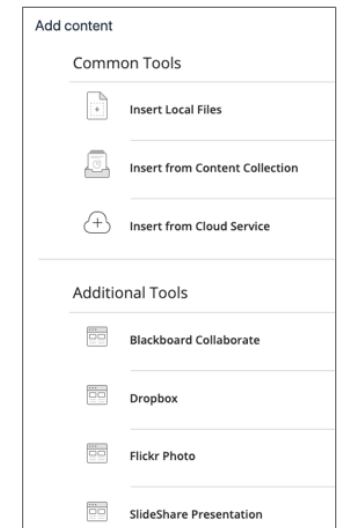 Add content
Common Tools
Insert Local Files
Insert from Content Collection
Insert from Cloud Service
Additional Tools
Blackboard Collaborate
Dropbox
Flickr Photo
SlideShare Presentation